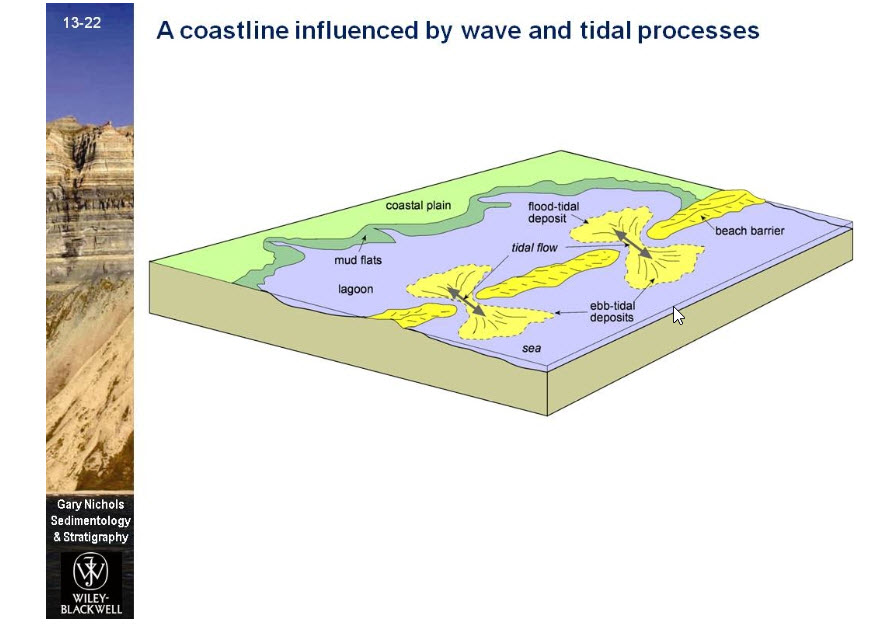 13-22
A coastline influenced by wave and tidal processes
coastal plain
flood-tidal
deposit
beach barrier
tidal flow
mud flats
lagoon
ebb-tidal
deposits
sea
Gary Nichols
Sedimentology
& Stratigraphy
WILEY-
BLACKWELL